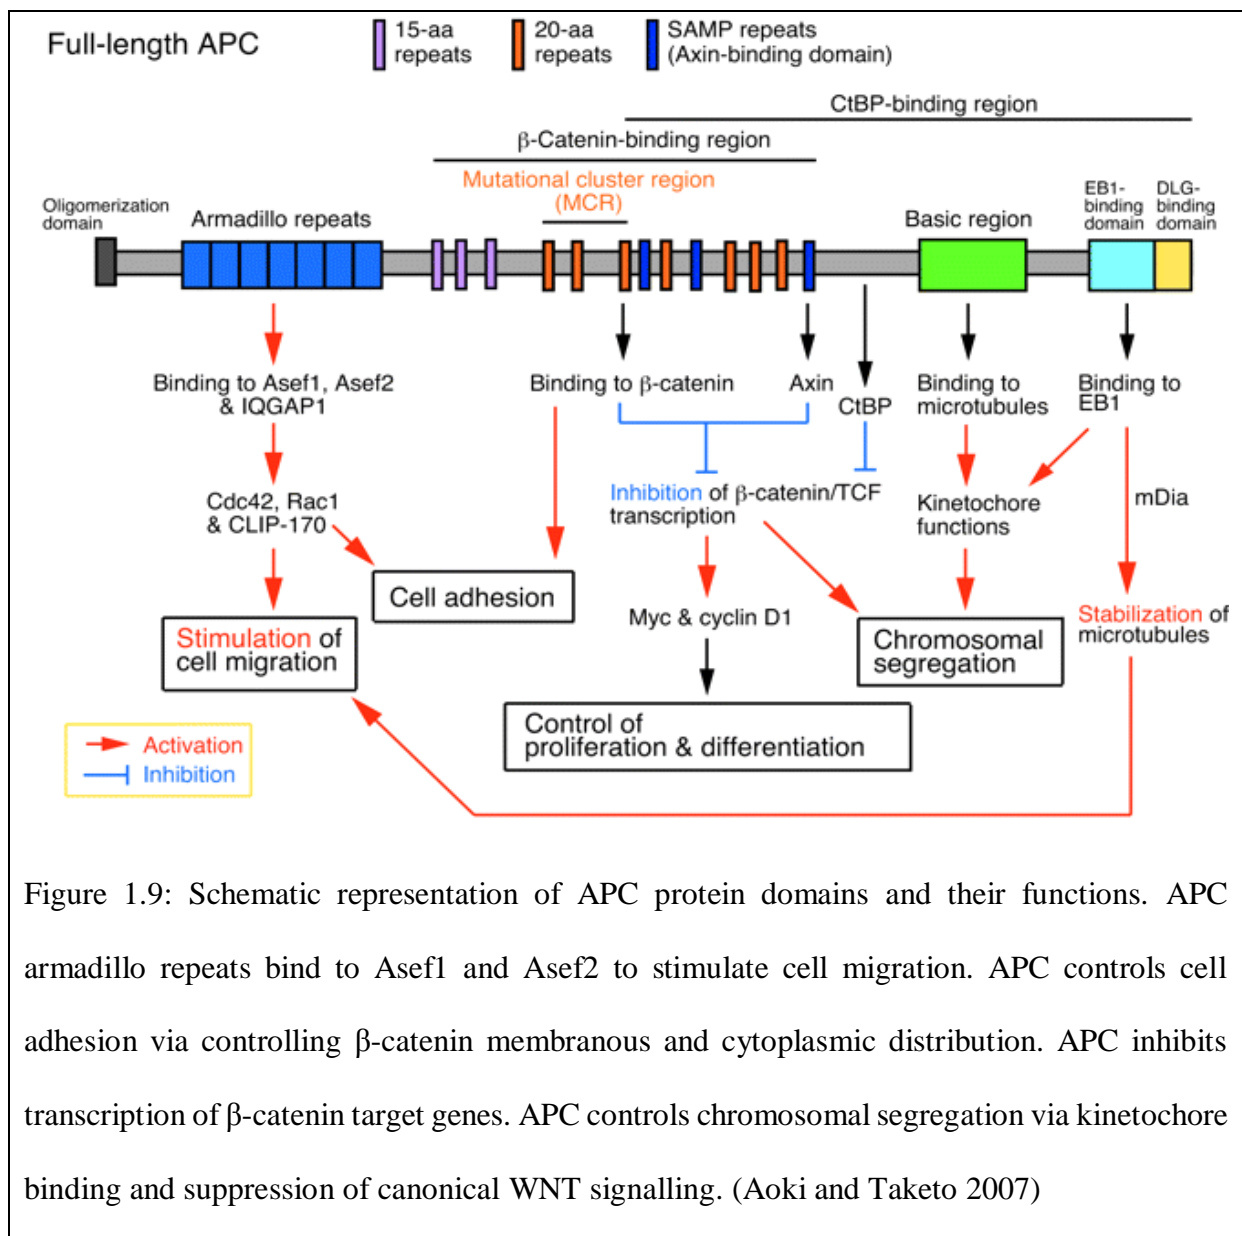 Full-length APC
15-aa
repeats
20-aa
repeats
SAMP repeats
(Axin-binding domain)
CtBP-binding region
β-Catenin-binding region
Mutational cluster region
(MCR)
Oligomerization
domain
Armadillo repeats
Basic region
EB1-
binding
domain
DLG-
binding
domain
Binding to Asef1, Asef2
& IQGAP1
Binding to β-catenin
Axin
CtBP
Binding to
microtubules
Binding to
EB1
Cdc42, Rac1
& CLIP-170
Inhibition of β-catenin/TCF
transcription
Kinetochore
functions
mDia
Cell adhesion
Stimulation of
cell migration
Myc & cyclin D1
Chromosomal
segregation
Stabilization of
microtubules
Control of
proliferation & differentiation
Activation
Inhibition
Figure 1.9: Schematic representation of APC protein domains and their functions. APC
armadillo repeats bind to Asef1 and Asef2 to stimulate cell migration. APC controls cell
adhesion via controlling β-catenin membranous and cytoplasmic distribution. APC inhibits
transcription of β-catenin target genes. APC controls chromosomal segregation via kinetochore
binding and suppression of canonical WNT signalling. (Aoki and Taketo 2007)